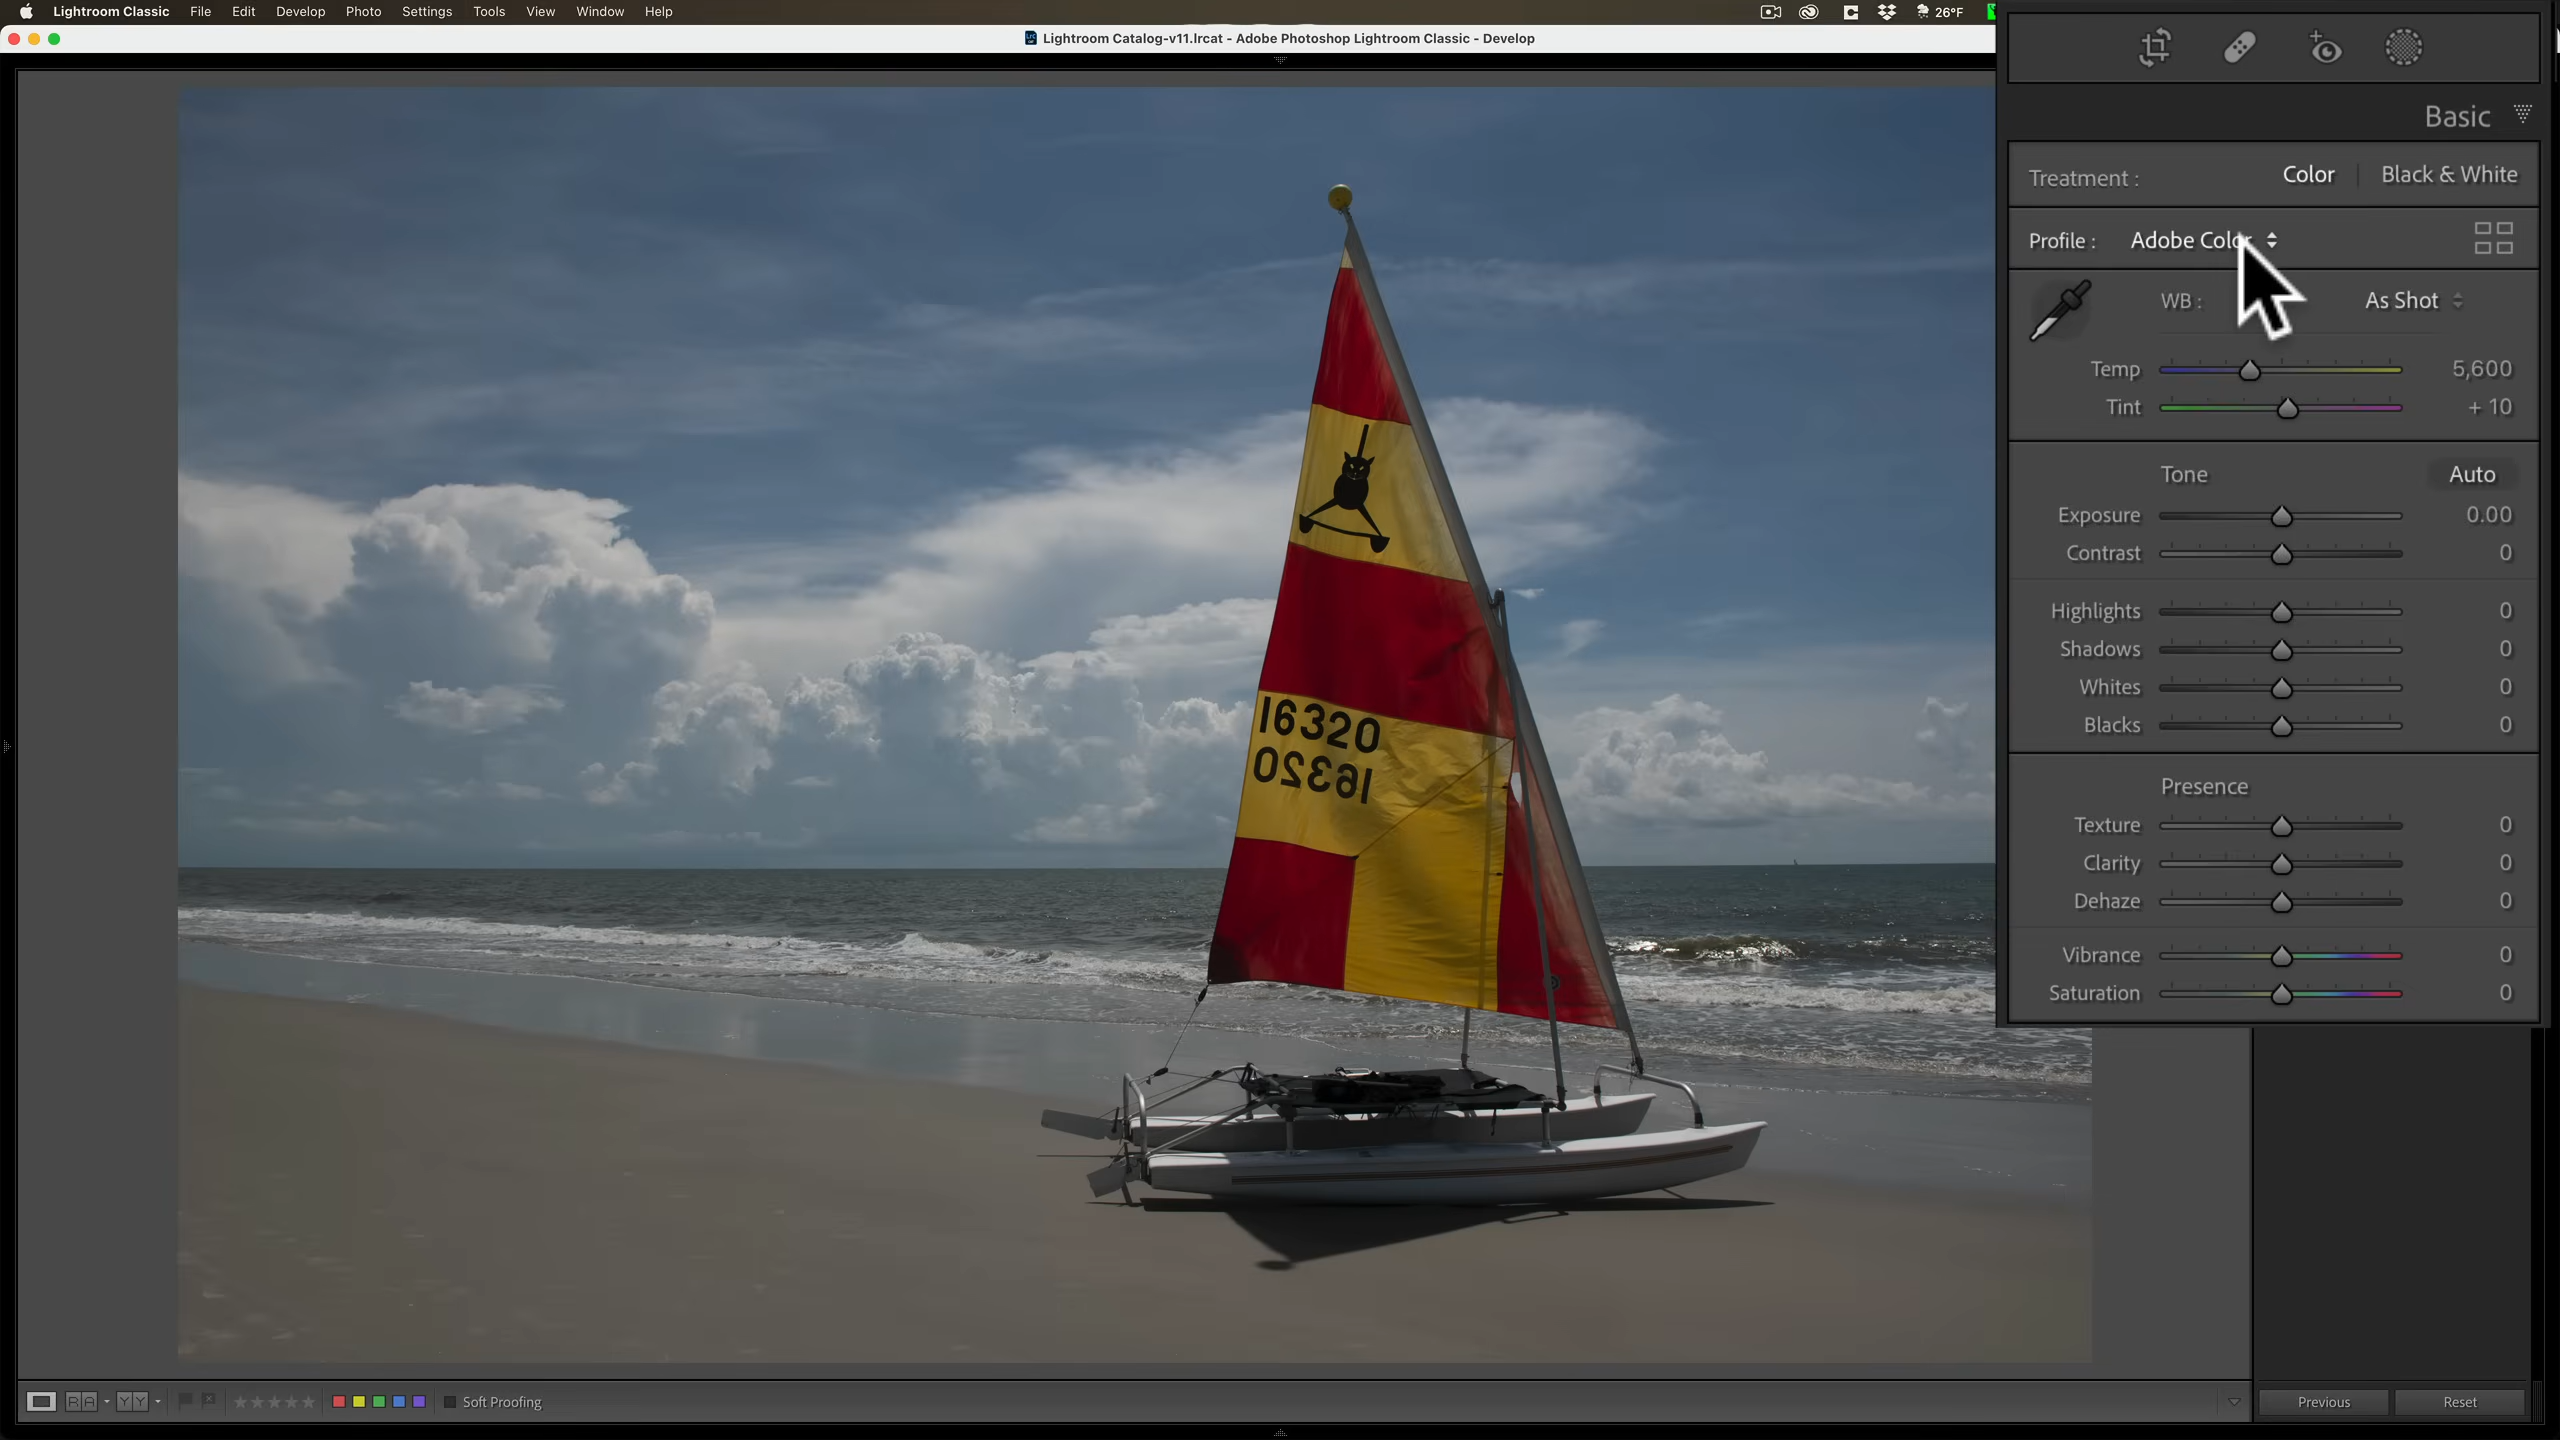 Lightroom Classic File Edit Develop Photo Settings Tools View Window Help
26°F
Lightroom Catalog-v11.lrcat - Adobe Photoshop Lightroom Classic - Develop
Basic
Treatment : Color Black & White
Profile : Adobe Color
WB : As Shot
Temp 5,600
Tint + 10
Tone Auto
Exposure 0.00
Contrast 0
Highlights 0
Shadows 0
Whites 0
Blacks 0
Presence
Texture 0
Clarity 0
Dehaze 0
Vibrance 0
Saturation 0
16320
16320
R A Y Y Soft Proofing Previous Reset